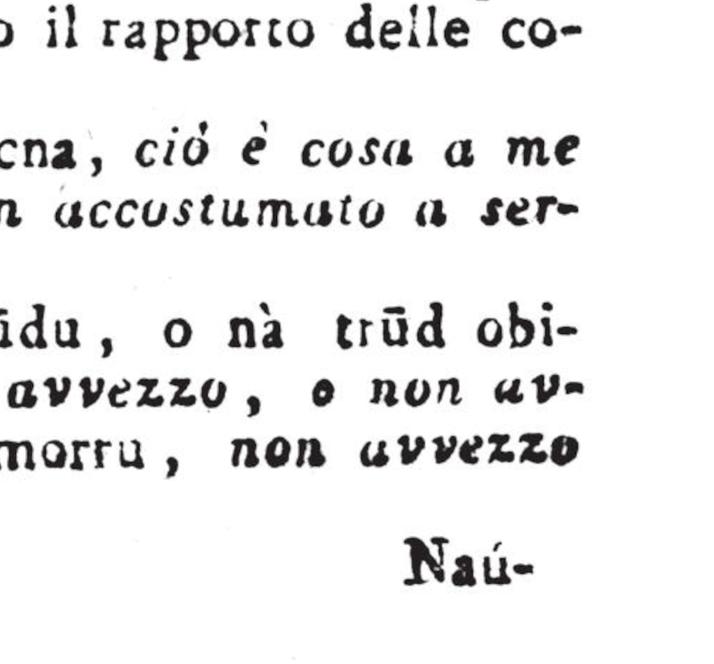 o il rapporto delle co-
cna, ciò è cosa a me
n accostumato a ser-
īdu, o nà trūd obi-
avvezzo, o non av-
morru, non avvezzo
Naú-